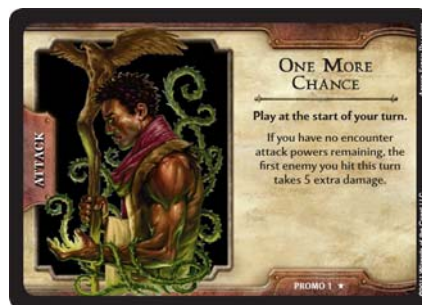 ONE MORE
CHANCE
Play at the start of your turn.
If you have no encounter
attack powers remaining, the
first enemy you hit this turn
takes 5 extra damage.
ATTACK
PROMO 1 ★